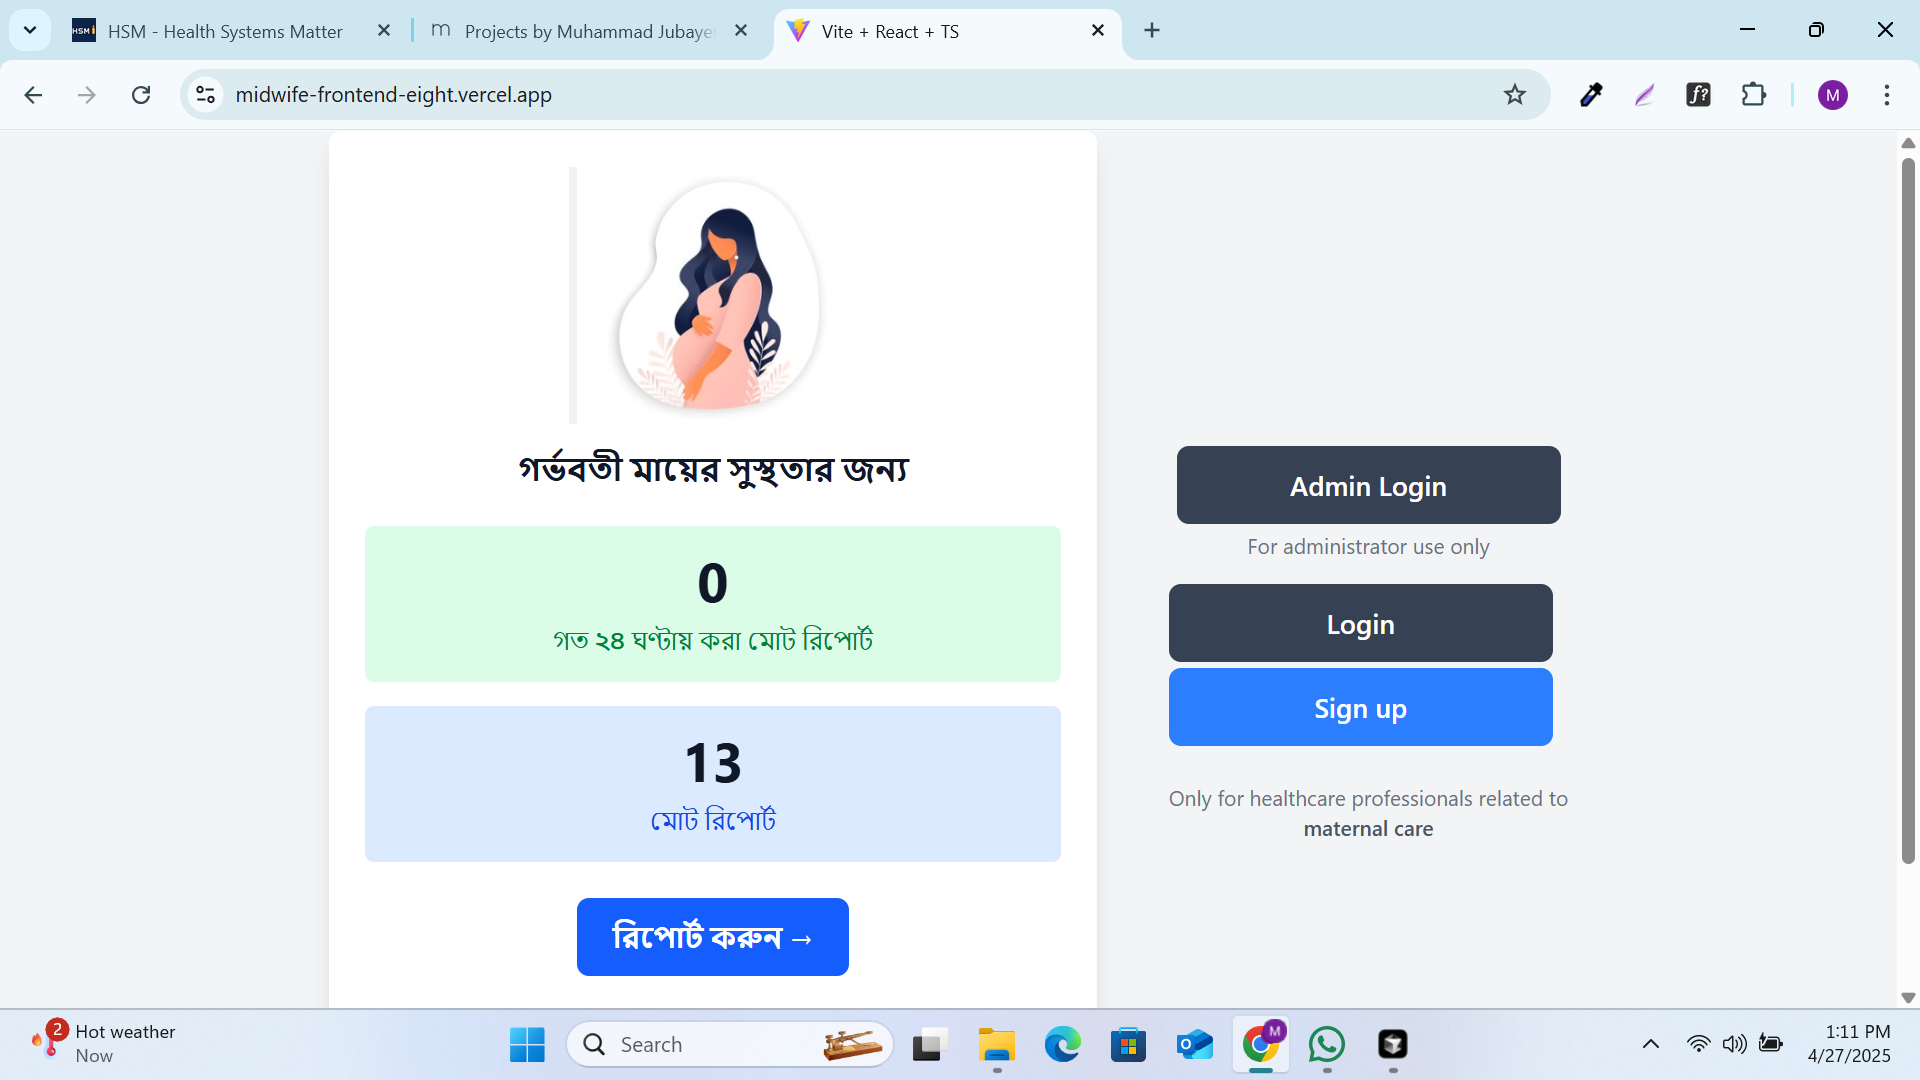 HSM - Health Systems Matter
Projects by Muhammad Jubaye
Vite + React + TS
midwife-frontend-eight.vercel.app
M
গর্ভবতী মায়ের সুস্থতার জন্য
0
গত ২৪ ঘণ্টায় করা মোট রিপোর্ট
13
মোট রিপোর্ট
রিপোর্ট করুন →
Admin Login
For administrator use only
Login
Sign up
Only for healthcare professionals related to
maternal care
2
Hot weather
Now
Search
M
1:11 PM
4/27/2025